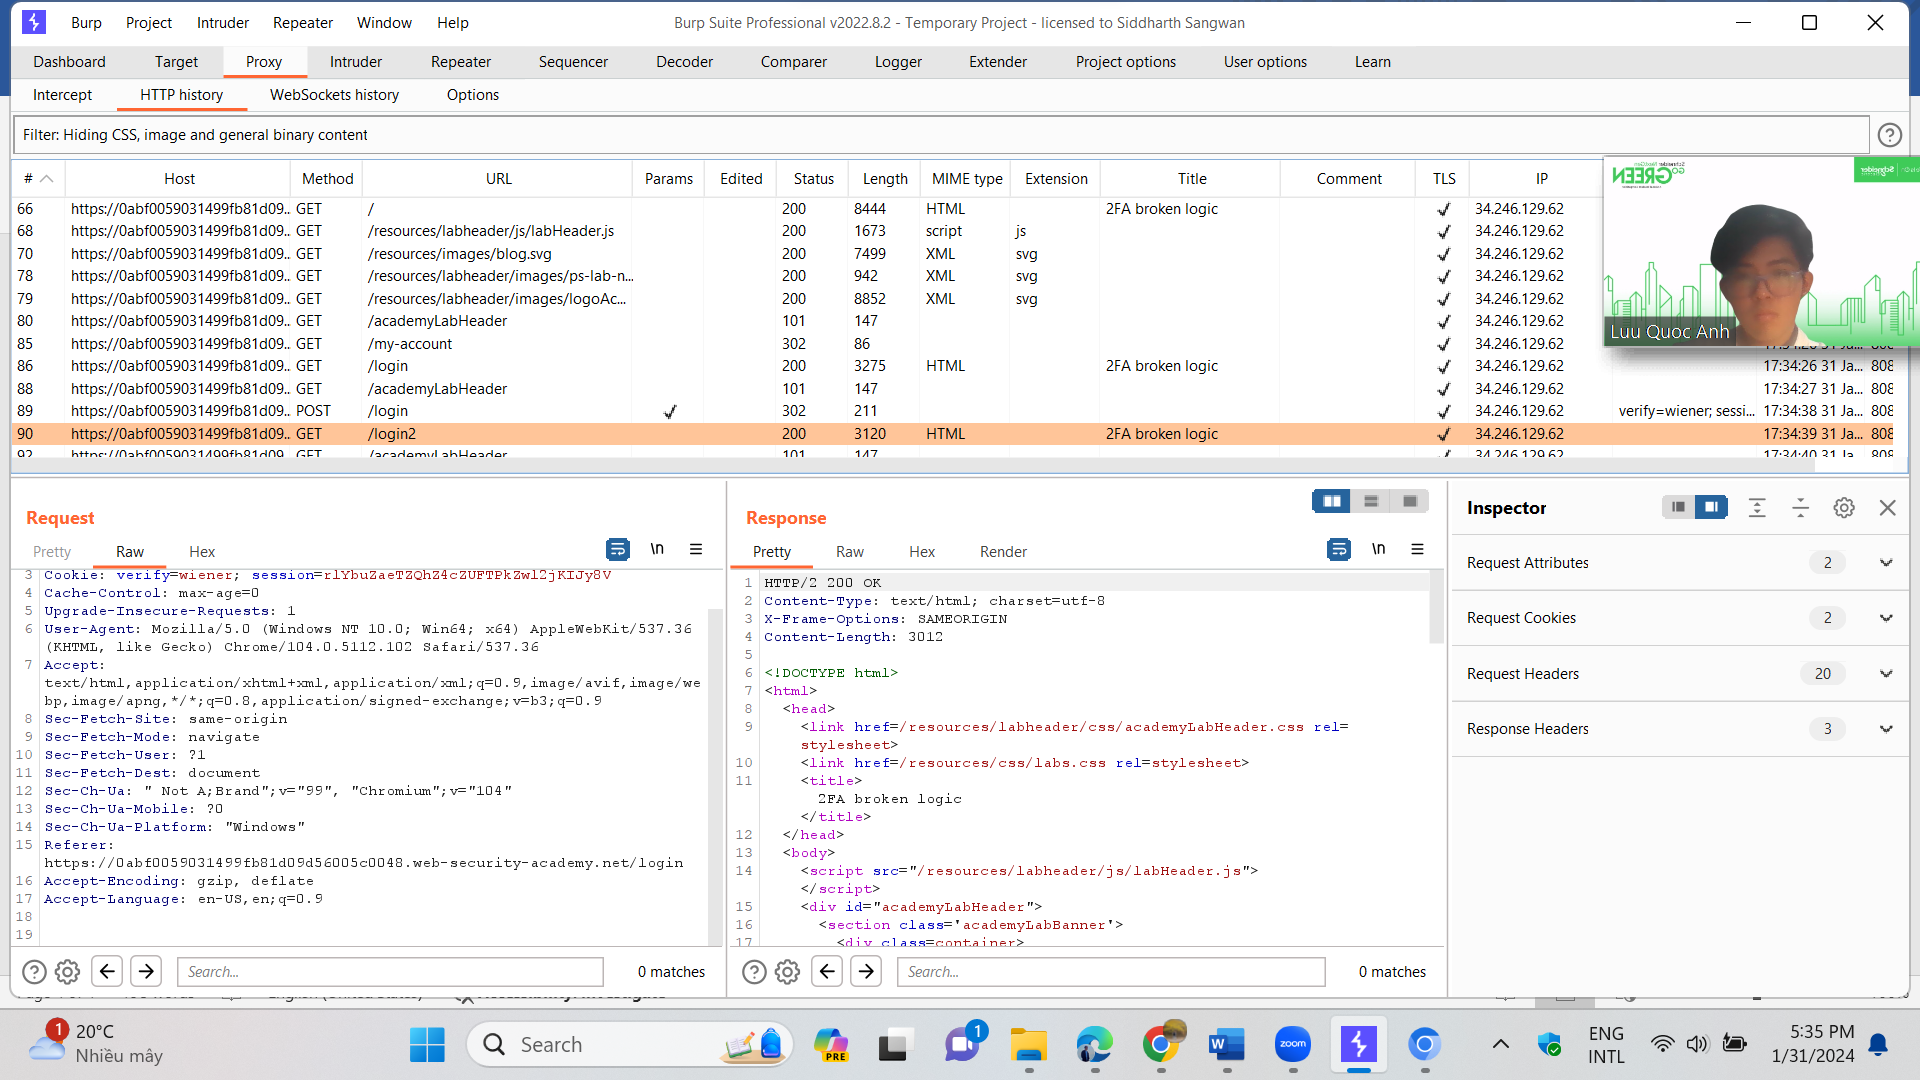 Burp Project Intruder Repeater Window Help Burp Suite Professional v2022.8.2 - Temporary Project - licensed to Siddharth Sangwan
Dashboard Target Proxy Intruder Repeater Sequencer Decoder Comparer Logger Extender Project options User options Learn
Intercept HTTP history WebSockets history Options
Filter: Hiding CSS, image and general binary content
# Host Method URL Params Edited Status Length MIME type Extension Title Comment TLS IP
66 https://0abf0059031499fb81d09... GET / 200 8444 HTML 2FA broken logic 34.246.129.62
68 https://0abf0059031499fb81d09... GET /resources/labheader/js/labHeader.js 200 1673 script js 34.246.129.62
70 https://0abf0059031499fb81d09... GET /resources/images/blog.svg 200 7499 XML svg 34.246.129.62
78 https://0abf0059031499fb81d09... GET /resources/labheader/images/ps-lab-n... 200 942 XML svg 34.246.129.62
79 https://0abf0059031499fb81d09... GET /resources/labheader/images/logoAc... 200 8852 XML svg 34.246.129.62
80 https://0abf0059031499fb81d09... GET /academyLabHeader 101 147 34.246.129.62
85 https://0abf0059031499fb81d09... GET /my-account 302 86 34.246.129.62
86 https://0abf0059031499fb81d09... GET /login 200 3275 HTML 2FA broken logic 34.246.129.62 17:34:26 31 Ja... 808
88 https://0abf0059031499fb81d09... GET /academyLabHeader 101 147 34.246.129.62 17:34:27 31 Ja... 808
89 https://0abf0059031499fb81d09... POST /login 302 211 34.246.129.62 verify=wiener; sessi... 17:34:38 31 Ja... 808
90 https://0abf0059031499fb81d09... GET /login2 200 3120 HTML 2FA broken logic 34.246.129.62 17:34:39 31 Ja... 808
92 https://0abf0059031499fb81d09... GET /academyLabHeader 101 147 34.246.129.62 17:34:40 31 Ja... 808
GO GREEN
Schneider
Luu Quoc Anh
Request
Pretty Raw Hex \n
3 Cookie: verify=wiener; session=rlYbuZaeTZQhZ4cZUFTPkZwl2jKIJy8V
4 Cache-Control: max-age=0
5 Upgrade-Insecure-Requests: 1
6 User-Agent: Mozilla/5.0 (Windows NT 10.0; Win64; x64) AppleWebKit/537.36
(KHTML, like Gecko) Chrome/104.0.5112.102 Safari/537.36
7 Accept:
text/html,application/xhtml+xml,application/xml;q=0.9,image/avif,image/we
bp,image/apng,*/*;q=0.8,application/signed-exchange;v=b3;q=0.9
8 Sec-Fetch-Site: same-origin
9 Sec-Fetch-Mode: navigate
10 Sec-Fetch-User: ?1
11 Sec-Fetch-Dest: document
12 Sec-Ch-Ua: " Not A;Brand";v="99", "Chromium";v="104"
13 Sec-Ch-Ua-Mobile: ?0
14 Sec-Ch-Ua-Platform: "Windows"
15 Referer:
https://0abf0059031499fb81d09d56005c0048.web-security-academy.net/login
16 Accept-Encoding: gzip, deflate
17 Accept-Language: en-US,en;q=0.9
18
19
Search... 0 matches
Response
Pretty Raw Hex Render \n
1 HTTP/2 200 OK
2 Content-Type: text/html; charset=utf-8
3 X-Frame-Options: SAMEORIGIN
4 Content-Length: 3012
5
6 <!DOCTYPE html>
7 <html>
8 <head>
9 <link href=/resources/labheader/css/academyLabHeader.css rel=
stylesheet>
10 <link href=/resources/css/labs.css rel=stylesheet>
11 <title>
2FA broken logic
</title>
12 </head>
13 <body>
14 <script src="/resources/labheader/js/labHeader.js">
</script>
15 <div id="academyLabHeader">
16 <section class='academyLabBanner'>
17 <div class=container>
Search... 0 matches
Inspector
Request Attributes 2
Request Cookies 2
Request Headers 20
Response Headers 3
1 20°C
Nhiều mây
Search
PRE
1
zoom
ENG
INTL
5:35 PM
1/31/2024